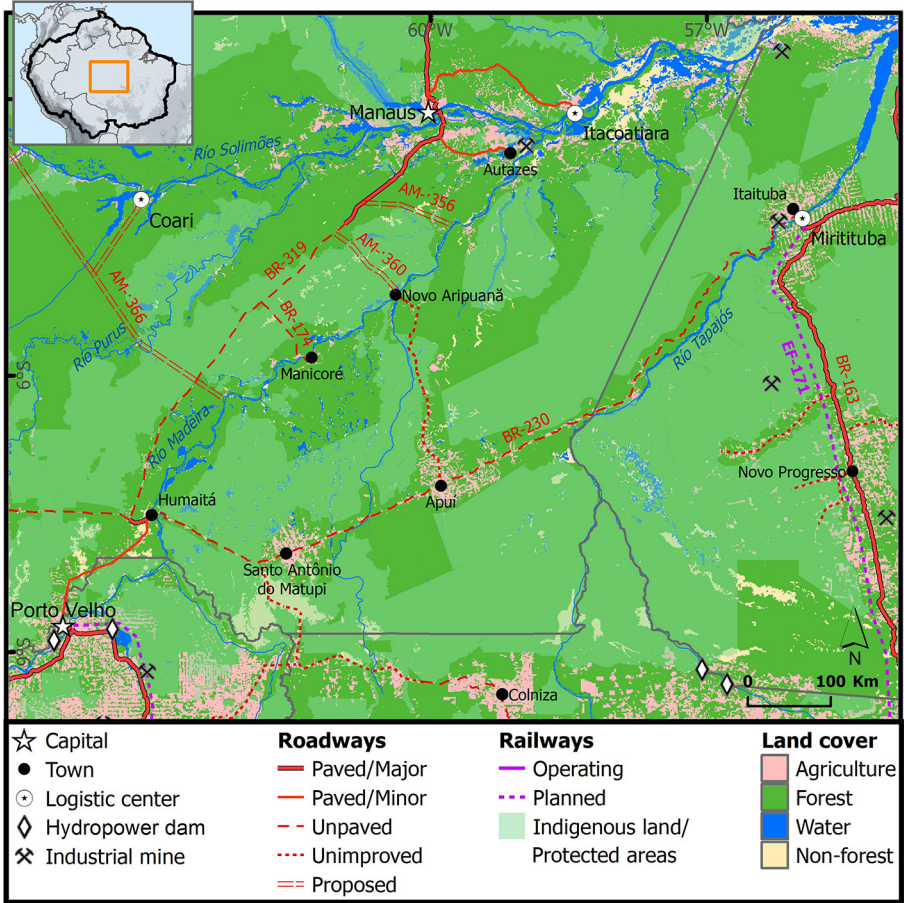 60°W
57°W
Manaus
Itacoatiara
Río Solimões
Autazes
AM-356
Itaituba
Coari
Miritituba
BR-319
AM-360
AM-366
Novo Aripuanã
BR-174
Río Purus
Río Tapajós
Manicoré
6°S
EF-171
BR-163
Río Madeira
BR-230
Novo Progresso
Humaitá
Apuí
Santo Antônio
do Matupi
Porto Velho
9°S
N
Colniza
0 100 Km
Capital
Town
Logistic center
Hydropower dam
Industrial mine
Roadways
Paved/Major
Paved/Minor
Unpaved
Unimproved
Proposed
Railways
Operating
Planned
Indigenous land/
Protected areas
Land cover
Agriculture
Forest
Water
Non-forest